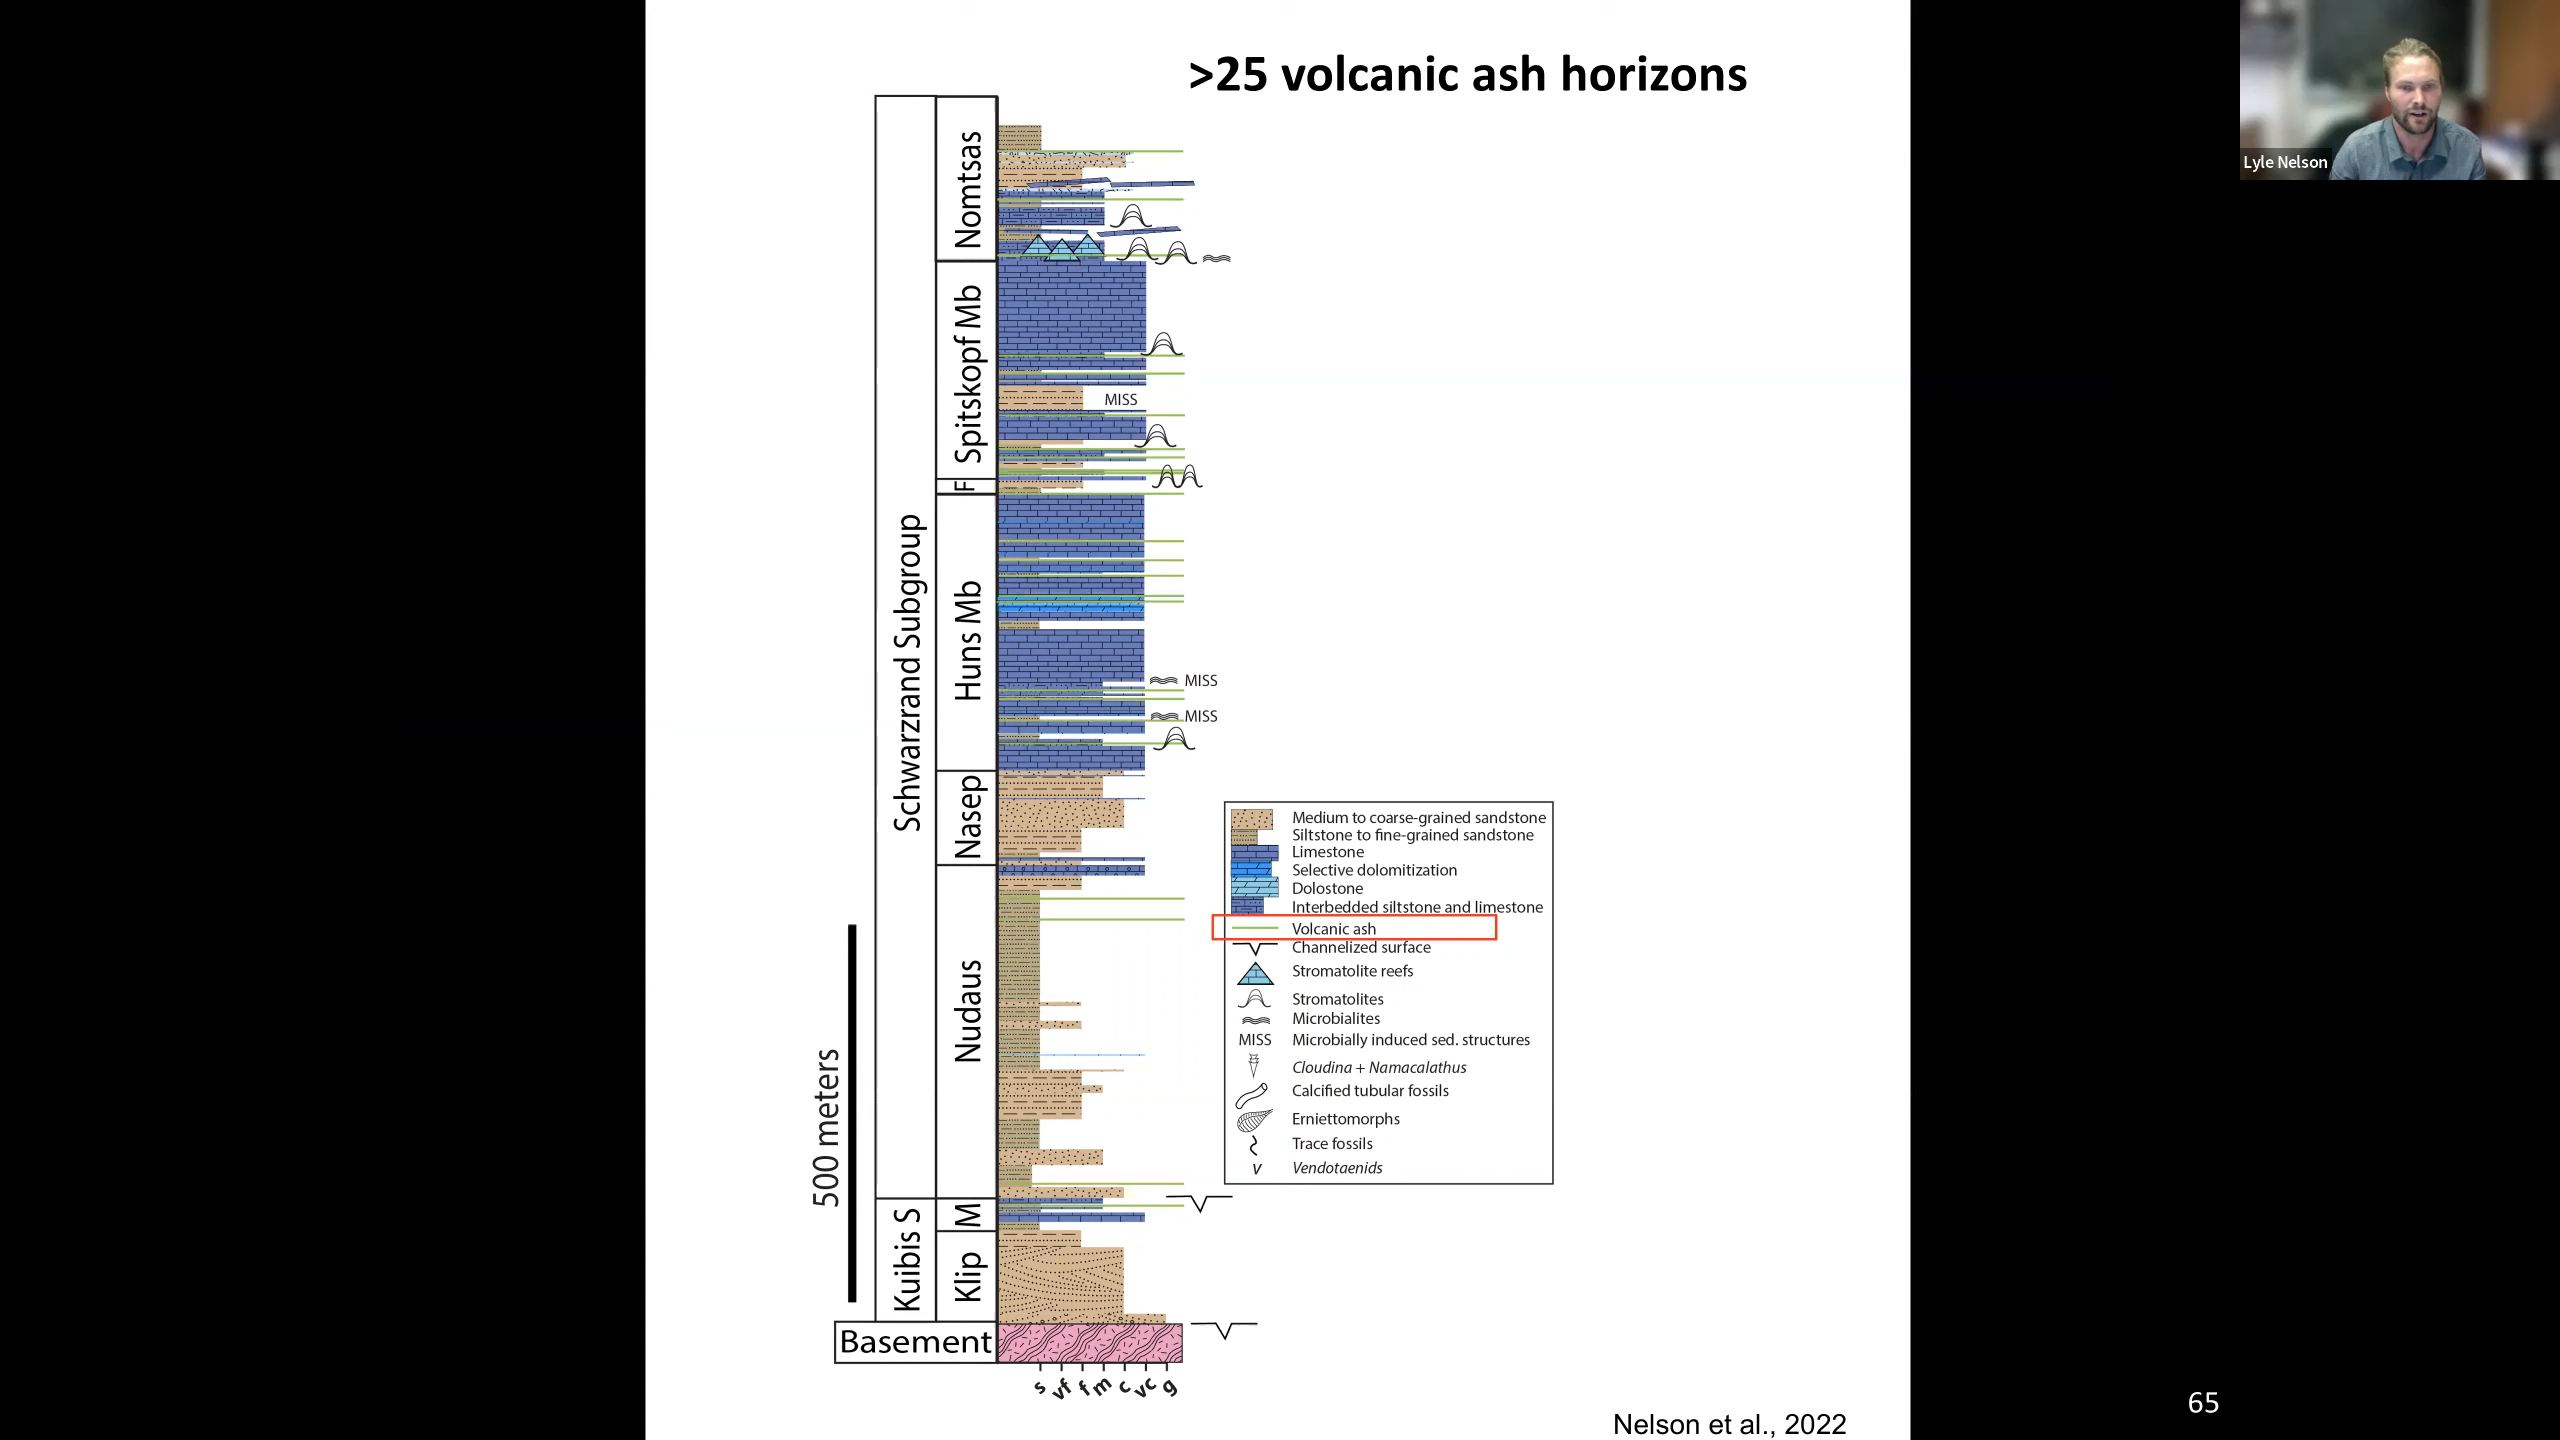 >25 volcanic ash horizons
Lyle Nelson
Schwarzrand Subgroup
Kuibis S
Nomtsas
Spitskopf Mb
F
Huns Mb
Nasep
Nudaus
M
Klip
Basement
500 meters
MISS
MISS
MISS
Medium to coarse-grained sandstone
Siltstone to fine-grained sandstone
Limestone
Selective dolomitization
Dolostone
Interbedded siltstone and limestone
Volcanic ash
Channelized surface
Stromatolite reefs
Stromatolites
Microbialites
MISS Microbially induced sed. structures
Cloudina + Namacalathus
Calcified tubular fossils
Erniettomorphs
Trace fossils
v Vendotaenids
s vf f m c vc g
Nelson et al., 2022
65